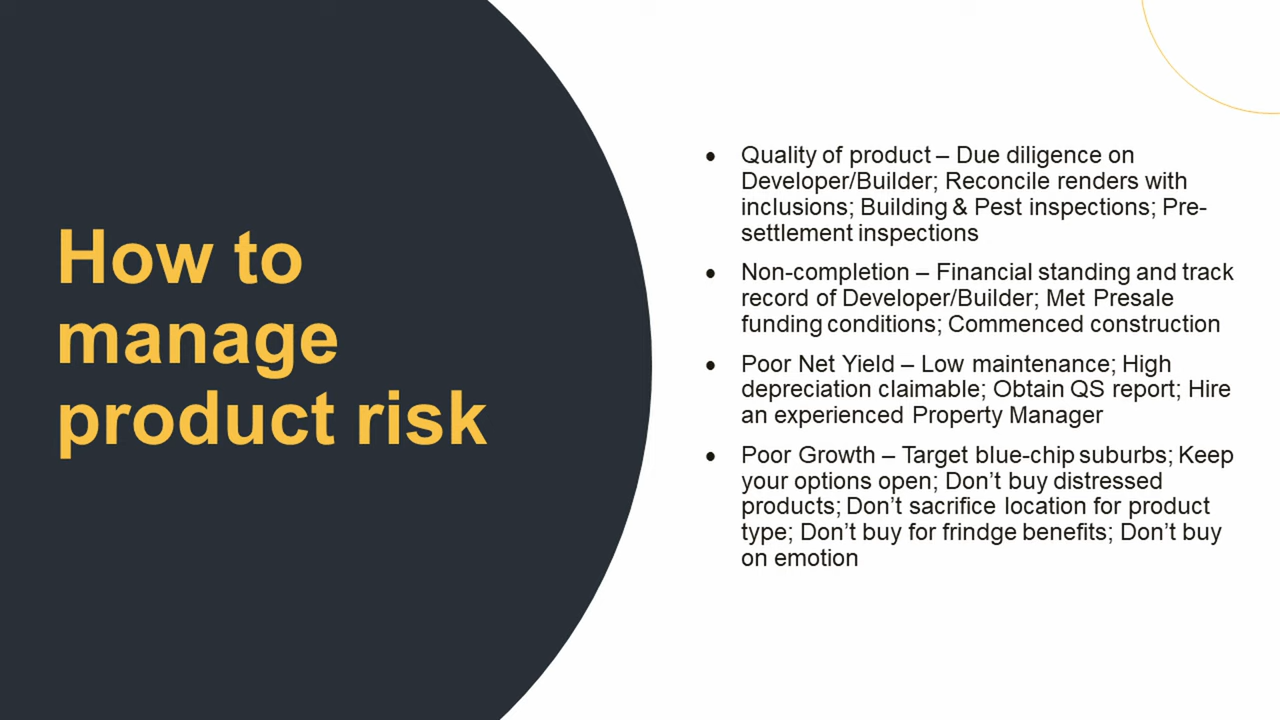 How to
manage
product risk
• Quality of product – Due diligence on
Developer/Builder; Reconcile renders with
inclusions; Building & Pest inspections; Pre-
settlement inspections
• Non-completion – Financial standing and track
record of Developer/Builder; Met Presale
funding conditions; Commenced construction
• Poor Net Yield – Low maintenance; High
depreciation claimable; Obtain QS report; Hire
an experienced Property Manager
• Poor Growth – Target blue-chip suburbs; Keep
your options open; Don’t buy distressed
products; Don’t sacrifice location for product
type; Don’t buy for frindge benefits; Don’t buy
on emotion